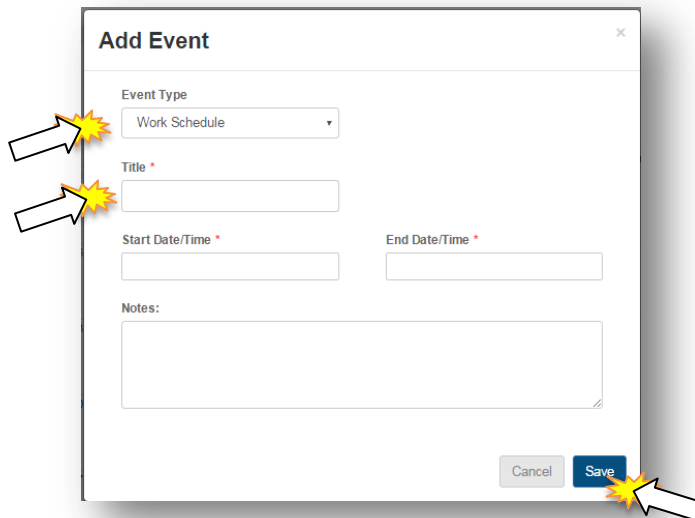 Add Event ×
Event Type
Work Schedule
Title *
Start Date/Time * End Date/Time *
Notes:
Cancel Save